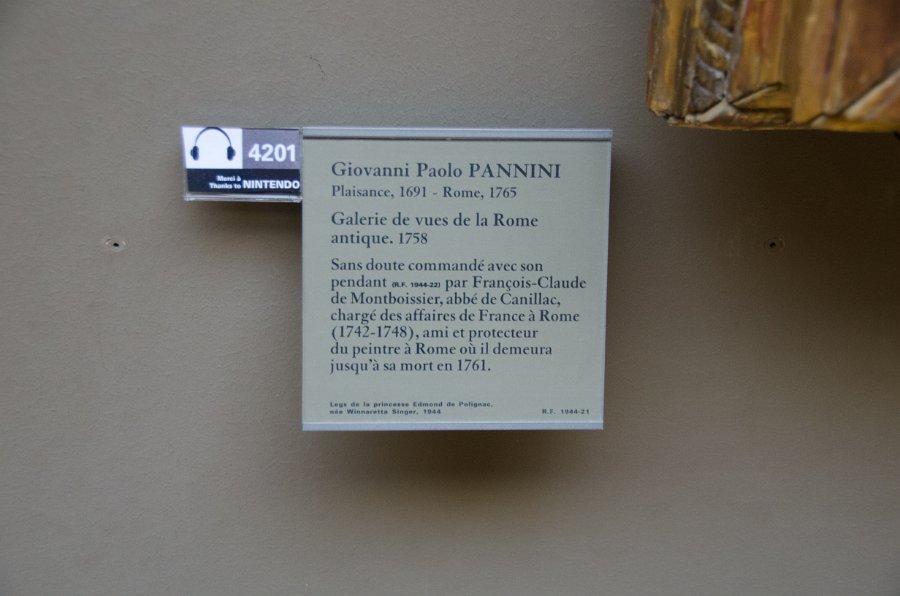 4201
Merci à
Thanks to NINTENDO
Giovanni Paolo PANNINI
Plaisance, 1691 - Rome, 1765
Galerie de vues de la Rome
antique. 1758
Sans doute commandé avec son
pendant (R.F. 1944-22) par François-Claude
de Montboissier, abbé de Canillac,
chargé des affaires de France à Rome
(1742-1748), ami et protecteur
du peintre à Rome où il demeura
jusqu'à sa mort en 1761.
Legs de la princesse Edmond de Polignac,
née Winnaretta Singer, 1944
R.F. 1944-21